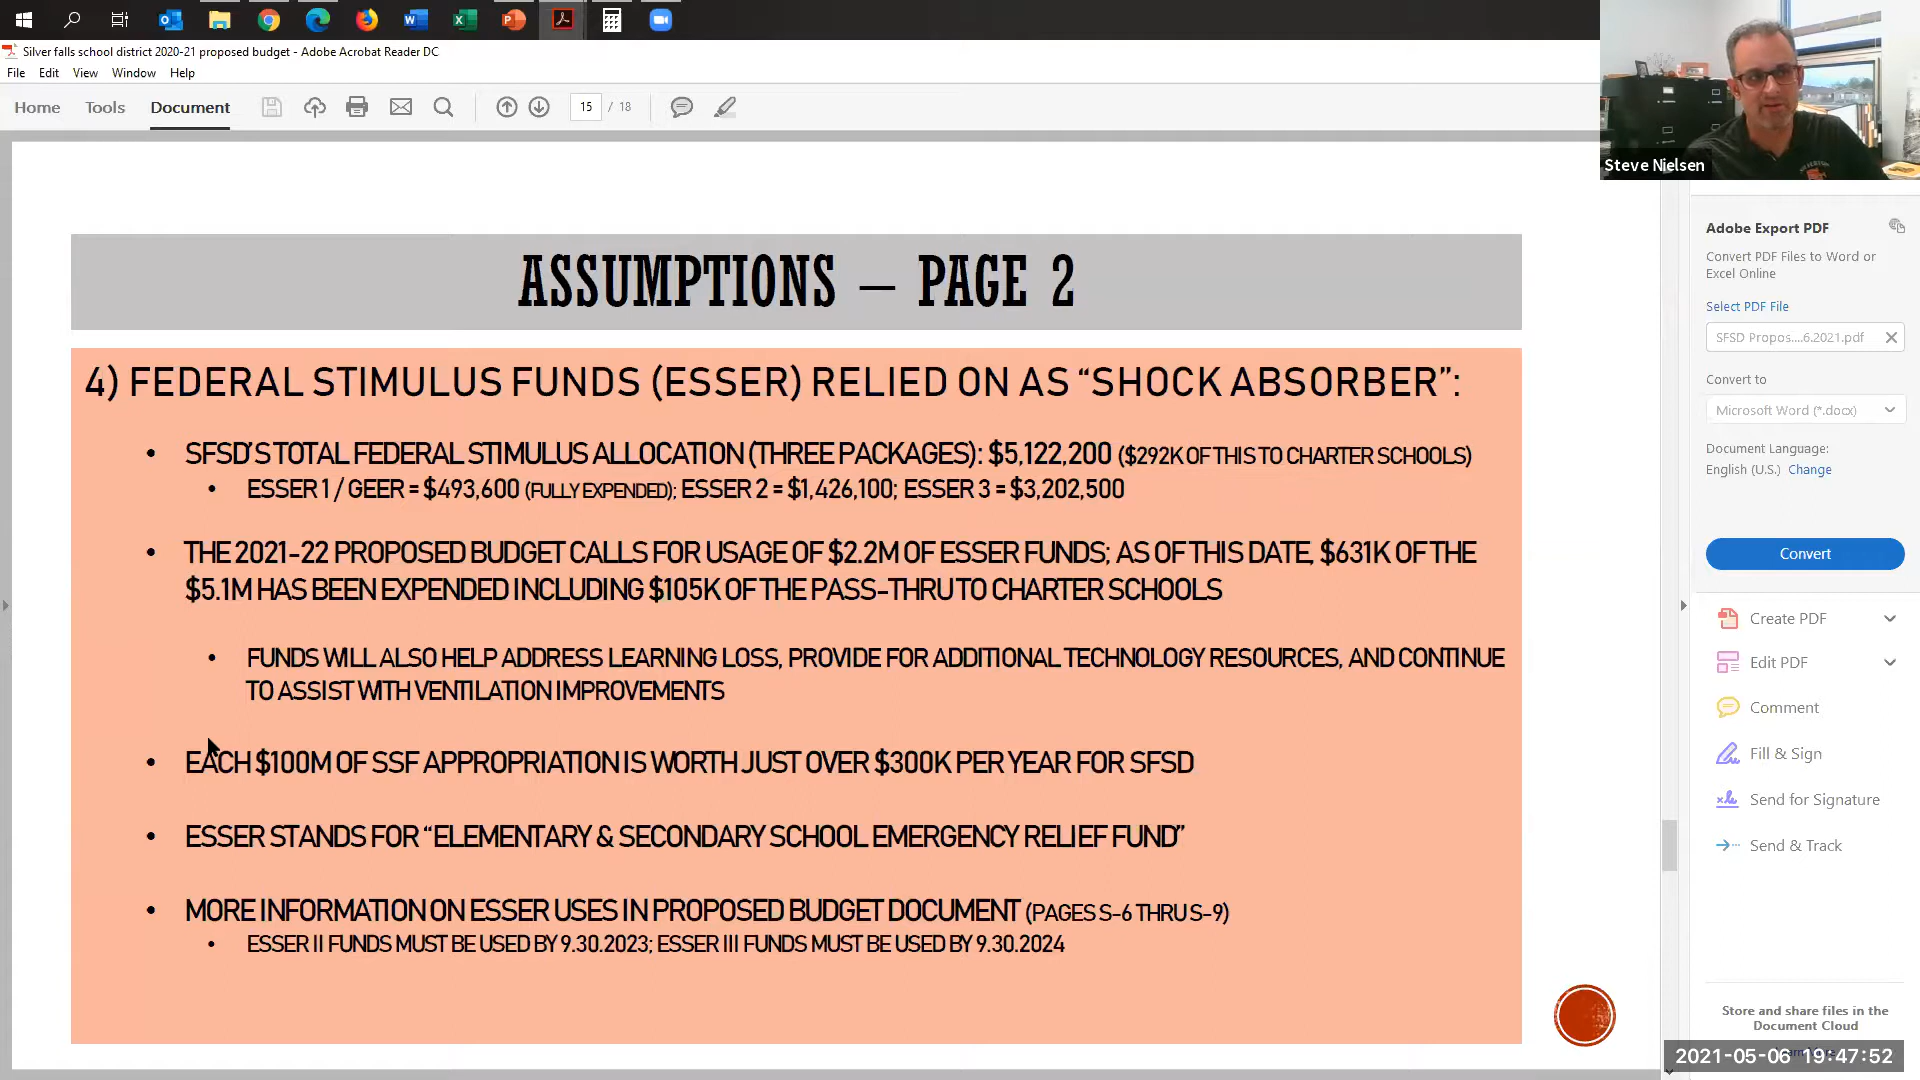 Silver falls school district 2020-21 proposed budget - Adobe Acrobat Reader DC
File Edit View Window Help
Home Tools Document 15 / 18
Steve Nielsen
ASSUMPTIONS – PAGE 2
4) FEDERAL STIMULUS FUNDS (ESSER) RELIED ON AS “SHOCK ABSORBER”:
• SFSD’S TOTAL FEDERAL STIMULUS ALLOCATION (THREE PACKAGES): $5,122,200 ($292K OF THIS TO CHARTER SCHOOLS)
• ESSER 1 / GEER = $493,600 (FULLY EXPENDED); ESSER 2 = $1,426,100; ESSER 3 = $3,202,500
• THE 2021-22 PROPOSED BUDGET CALLS FOR USAGE OF $2.2M OF ESSER FUNDS; AS OF THIS DATE, $631K OF THE
$5.1M HAS BEEN EXPENDED INCLUDING $105K OF THE PASS-THRU TO CHARTER SCHOOLS
• FUNDS WILL ALSO HELP ADDRESS LEARNING LOSS, PROVIDE FOR ADDITIONAL TECHNOLOGY RESOURCES, AND CONTINUE
TO ASSIST WITH VENTILATION IMPROVEMENTS
• EACH $100M OF SSF APPROPRIATION IS WORTH JUST OVER $300K PER YEAR FOR SFSD
• ESSER STANDS FOR “ELEMENTARY & SECONDARY SCHOOL EMERGENCY RELIEF FUND”
• MORE INFORMATION ON ESSER USES IN PROPOSED BUDGET DOCUMENT (PAGES S-6 THRU S-9)
• ESSER II FUNDS MUST BE USED BY 9.30.2023; ESSER III FUNDS MUST BE USED BY 9.30.2024
Adobe Export PDF
Convert PDF Files to Word or
Excel Online
Select PDF File
SFSD Propos....6.2021.pdf
Convert to
Microsoft Word (*.docx)
Document Language:
English (U.S.) Change
Convert
Create PDF
Edit PDF
Comment
Fill & Sign
Send for Signature
Send & Track
Store and share files in the
Document Cloud
2021-05-06 19:47:52